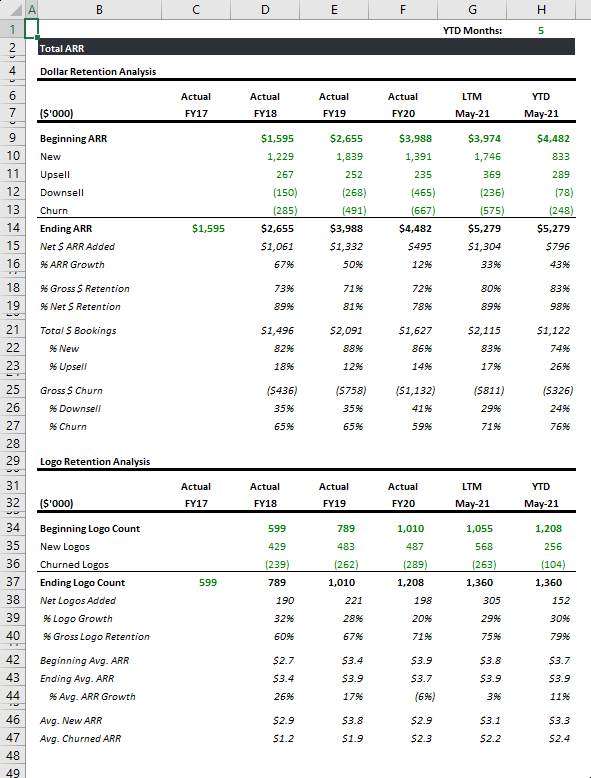 A B C D E F G H
1 YTD Months: 5
2 Total ARR
4 Dollar Retention Analysis
6 Actual Actual Actual Actual LTM YTD
7 ($'000) FY17 FY18 FY19 FY20 May-21 May-21
9 Beginning ARR $1,595 $2,655 $3,988 $3,974 $4,482
10 New 1,229 1,839 1,391 1,746 833
11 Upsell 267 252 235 369 289
12 Downsell (150) (268) (465) (236) (78)
13 Churn (285) (491) (667) (575) (248)
14 Ending ARR $1,595 $2,655 $3,988 $4,482 $5,279 $5,279
15 Net $ ARR Added $1,061 $1,332 $495 $1,304 $796
16 % ARR Growth 67% 50% 12% 33% 43%
18 % Gross $ Retention 73% 71% 72% 80% 83%
19 % Net $ Retention 89% 81% 78% 89% 98%
21 Total $ Bookings $1,496 $2,091 $1,627 $2,115 $1,122
22 % New 82% 88% 86% 83% 74%
23 % Upsell 18% 12% 14% 17% 26%
25 Gross $ Churn ($436) ($758) ($1,132) ($811) ($326)
26 % Downsell 35% 35% 41% 29% 24%
27 % Churn 65% 65% 59% 71% 76%
28
29 Logo Retention Analysis
31 Actual Actual Actual Actual LTM YTD
32 ($'000) FY17 FY18 FY19 FY20 May-21 May-21
34 Beginning Logo Count 599 789 1,010 1,055 1,208
35 New Logos 429 483 487 568 256
36 Churned Logos (239) (262) (289) (263) (104)
37 Ending Logo Count 599 789 1,010 1,208 1,360 1,360
38 Net Logos Added 190 221 198 305 152
39 % Logo Growth 32% 28% 20% 29% 30%
40 % Gross Logo Retention 60% 67% 71% 75% 79%
42 Beginning Avg. ARR $2.7 $3.4 $3.9 $3.8 $3.7
43 Ending Avg. ARR $3.4 $3.9 $3.7 $3.9 $3.9
44 % Avg. ARR Growth 26% 17% (6%) 3% 11%
46 Avg. New ARR $2.9 $3.8 $2.9 $3.1 $3.3
47 Avg. Churned ARR $1.2 $1.9 $2.3 $2.2 $2.4
48
49